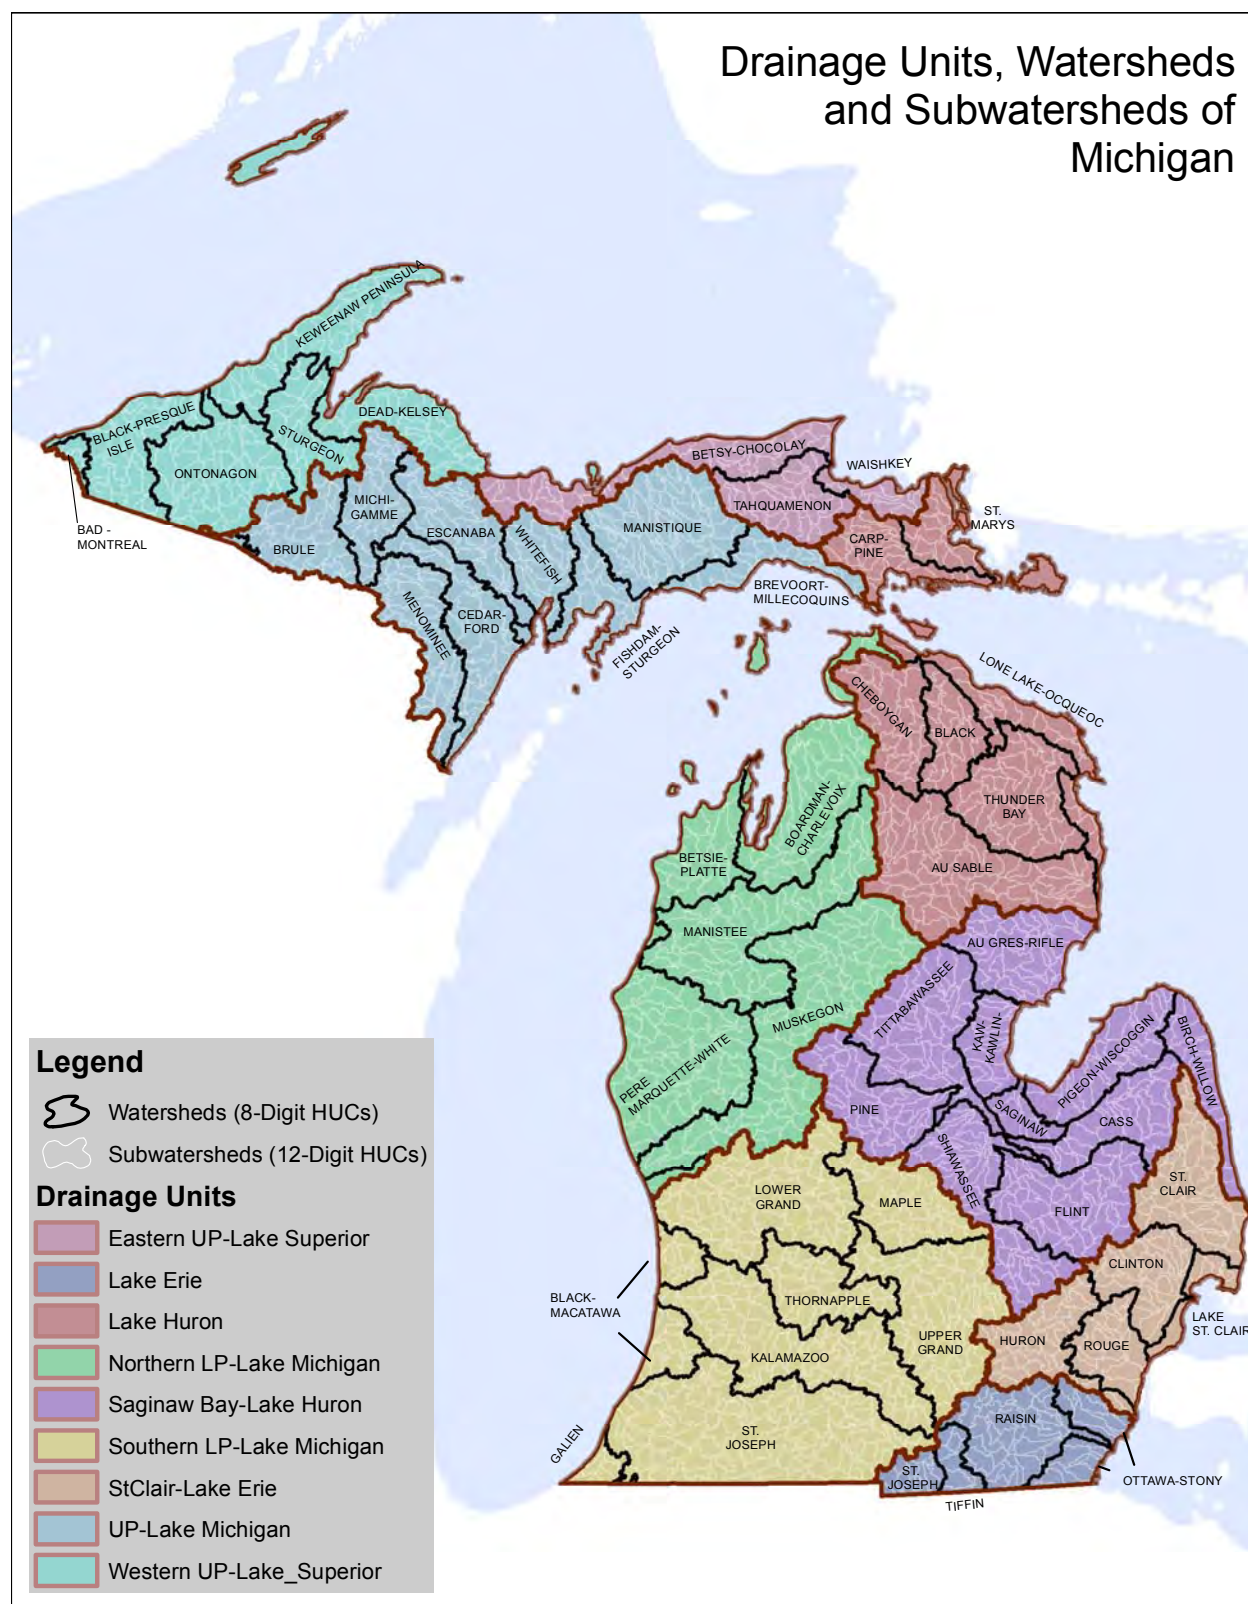 Drainage Units, Watersheds
and Subwatersheds of
Michigan
KEWEENAW PENINSULA
BLACK-PRESQUE
ISLE
DEAD-KELSEY
STURGEON
ONTONAGON
BAD -
MONTREAL
BETSY-CHOCOLAY
WAISHKEY
TAHQUAMENON
ST.
MARYS
MICHI-
GAMME
ESCANABA
WHITEFISH
MANISTIQUE
CARP-
PINE
BRULE
MENOMINEE
CEDAR-
FORD
BREVOORT-
MILLECOQUINS
FISHDAM-
STURGEON
LONE LAKE-OCQUEOC
CHEBOYGAN
BLACK
THUNDER
BAY
BOARDMAN-
CHARLEVOIX
BETSIE-
PLATTE
AU SABLE
MANISTEE
AU GRES-RIFLE
TITTABAWASSEE
MUSKEGON
KAW-
KAWLIN-
PIGEON-WISCOGGIN
BIRCH-WILLOW
PERE
MARQUETTE-WHITE
PINE
SAGINAW
CASS
SHIAWASSEE
ST.
CLAIR
LOWER
GRAND
MAPLE
FLINT
CLINTON
BLACK-
MACATAWA
THORNAPPLE
LAKE
ST. CLAIR
UPPER
GRAND
HURON
ROUGE
KALAMAZOO
RAISIN
ST.
JOSEPH
GALIEN
ST.
JOSEPH
OTTAWA-STONY
TIFFIN
Legend
Watersheds (8-Digit HUCs)
Subwatersheds (12-Digit HUCs)
Drainage Units
Eastern UP-Lake Superior
Lake Erie
Lake Huron
Northern LP-Lake Michigan
Saginaw Bay-Lake Huron
Southern LP-Lake Michigan
StClair-Lake Erie
UP-Lake Michigan
Western UP-Lake_Superior